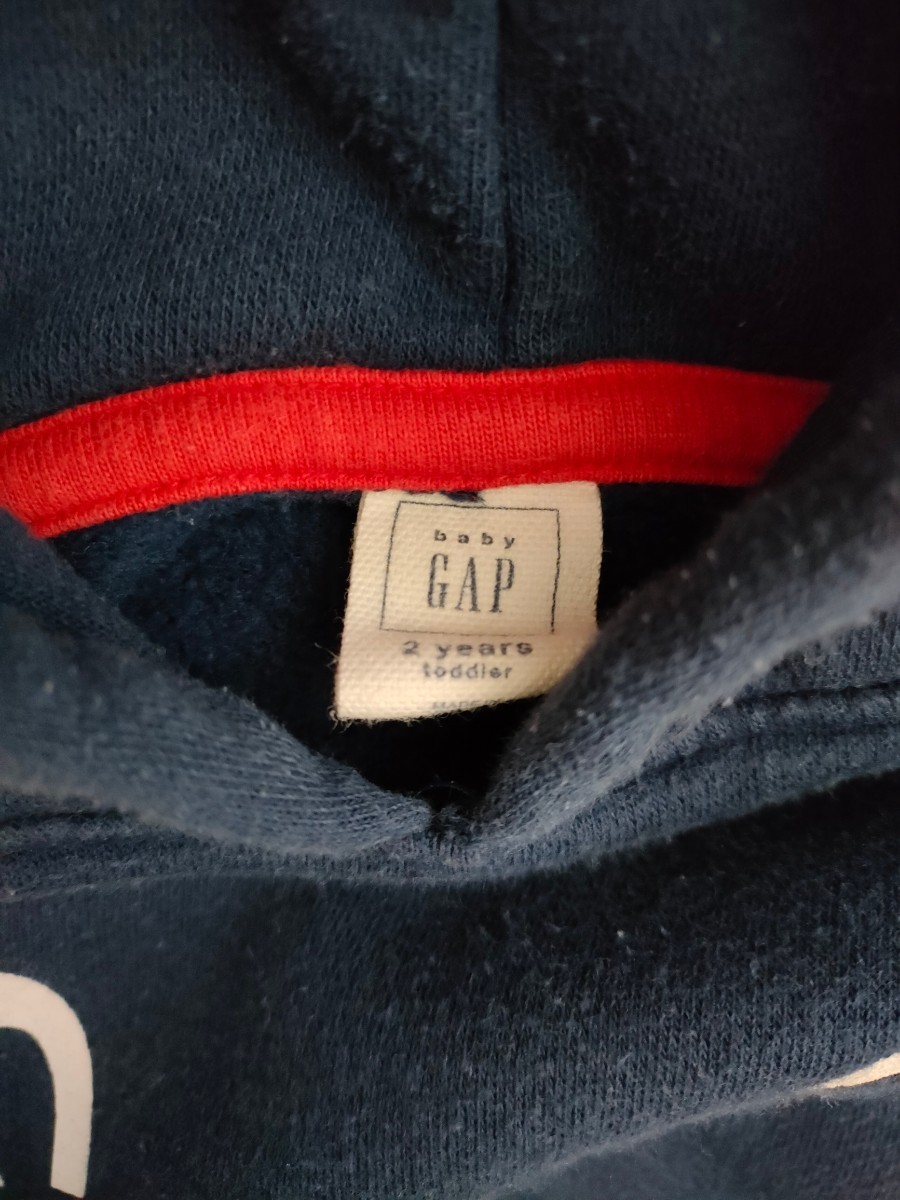 baby
GAP
2 years
toddler